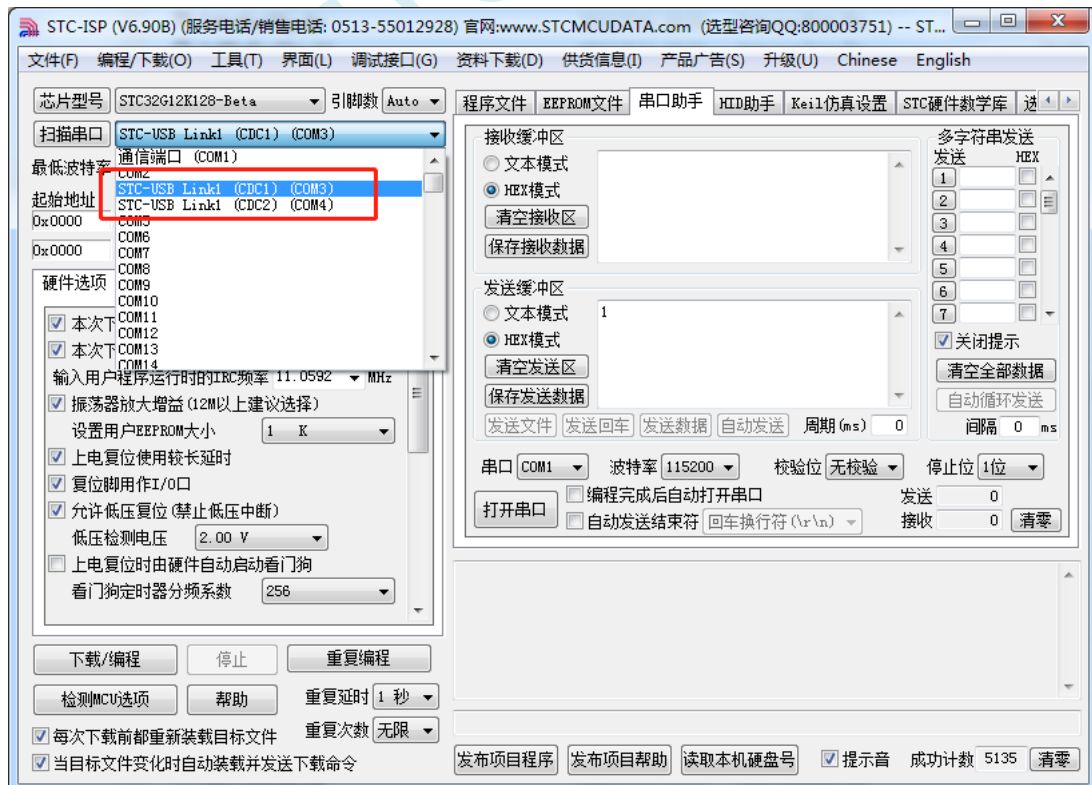 STC-ISP (V6.90B) (服务电话/销售电话: 0513-55012928) 官网:www.STCMCUDATA.com (选型咨询QQ:800003751) -- ST...
文件(F) 编程/下载(O) 工具(T) 界面(L) 调试接口(G) 资料下载(D) 供货信息(I) 产品广告(S) 升级(U) Chinese English
芯片型号 STC32G12K128-Beta 引脚数 Auto
扫描串口 STC-USB Link1 (CDC1) (COM3)
最低波特率
起始地址
0x0000
0x0000
通信端口 (COM1)
COM2
STC-USB Link1 (CDC1) (COM3)
STC-USB Link1 (CDC2) (COM4)
COM5
COM6
COM7
COM8
COM9
COM10
COM11
COM12
COM13
COM14
硬件选项
本次下
本次下
输入用户程序运行时的IRC频率 11.0592 MHz
振荡器放大增益(12M以上建议选择)
设置用户EEPROM大小 1 K
上电复位使用较长延时
复位脚用作I/O口
允许低压复位(禁止低压中断)
低压检测电压 2.00 V
上电复位时由硬件自动启动看门狗
看门狗定时器分频系数 256
下载/编程 停止 重复编程
检测MCU选项 帮助 重复延时 1 秒
每次下载前都重新装载目标文件 重复次数 无限
当目标文件变化时自动装载并发送下载命令
程序文件 EEPROM文件 串口助手 HID助手 Keil仿真设置 STC硬件数学库
接收缓冲区
文本模式
HEX模式
清空接收区
保存接收数据
发送缓冲区
文本模式 1
HEX模式
清空发送区
保存发送数据
发送文件 发送回车 发送数据 自动发送 周期(ms) 0
多字符串发送
发送 HEX
1
2
3
4
5
6
7
关闭提示
清空全部数据
自动循环发送
间隔 0 ms
串口 COM1 波特率 115200 校验位 无校验 停止位 1位
打开串口 编程完成后自动打开串口 发送 0
自动发送结束符 回车换行符(\r\n) 接收 0 清零
发布项目程序 发布项目帮助 读取本机硬盘号 提示音 成功计数 5135 清零